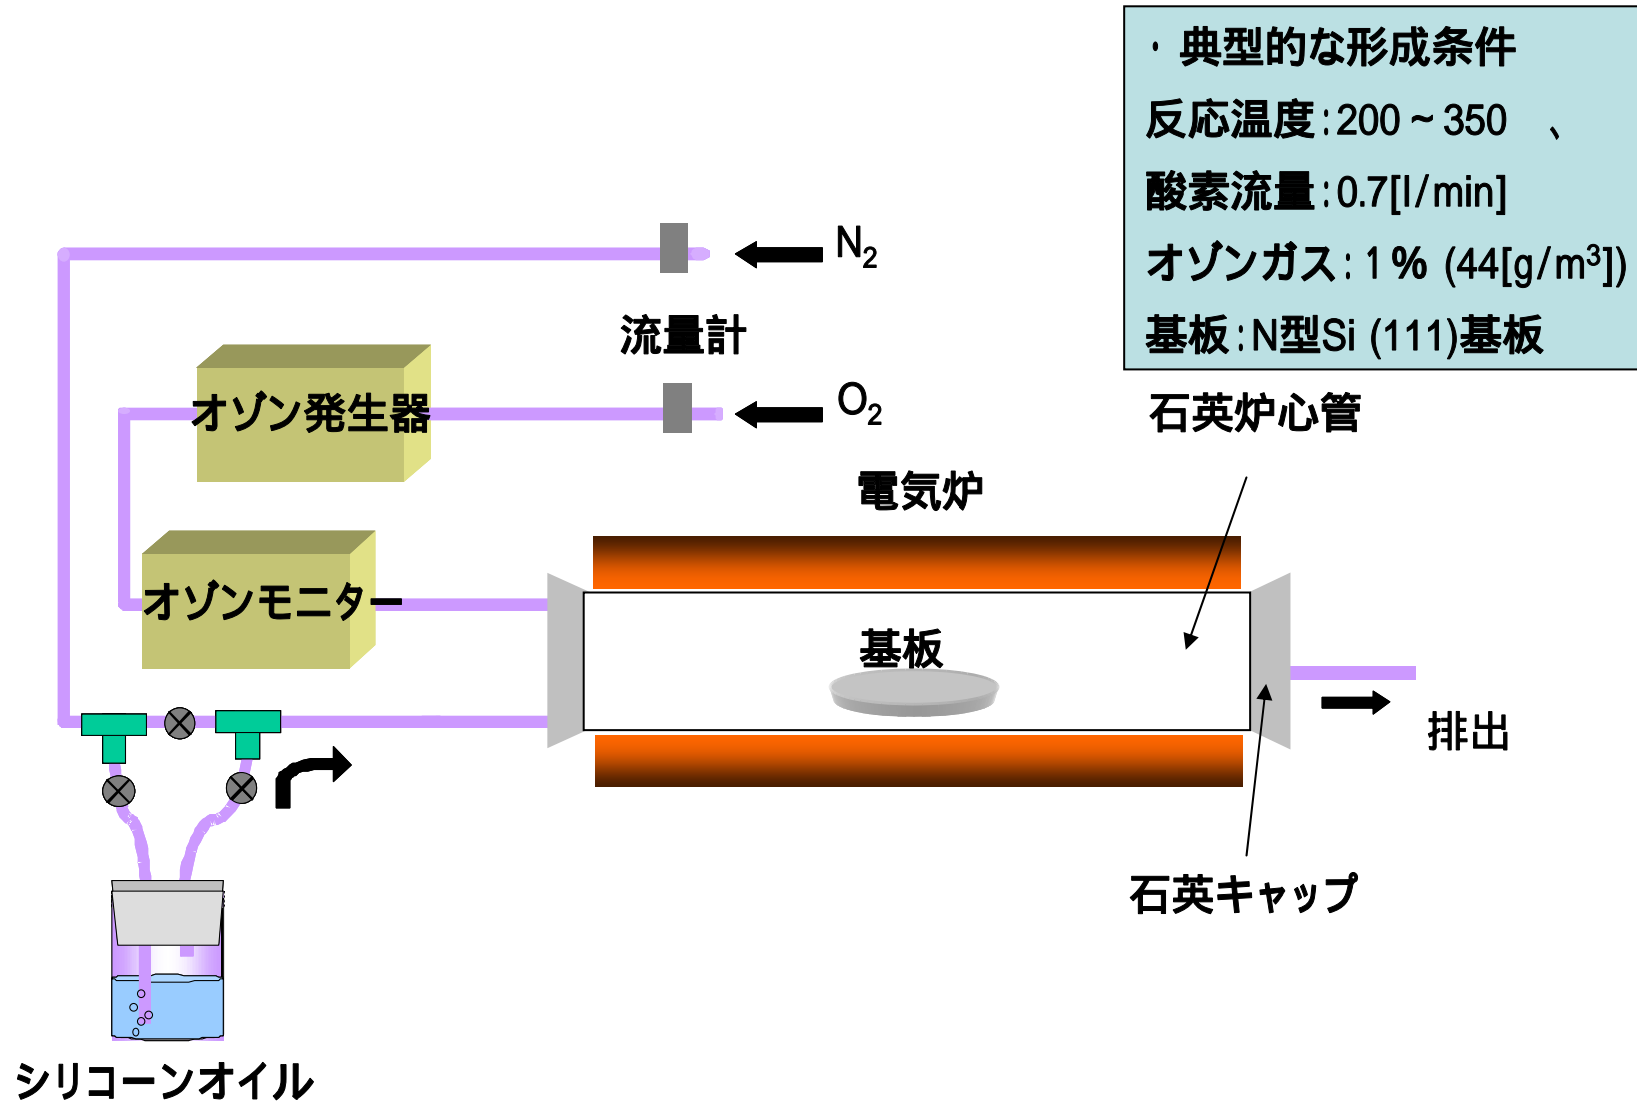 ・典型的な形成条件
反応温度:200～350　、
酸素流量:0.7[l/min]
オゾンガス:1% (44[g/m³])
基板:N型Si (111)基板
N₂
流量計
O₂
オゾン発生器
石英炉心管
電気炉
オゾンモニター
基板
排出
石英キャップ
シリコーンオイル